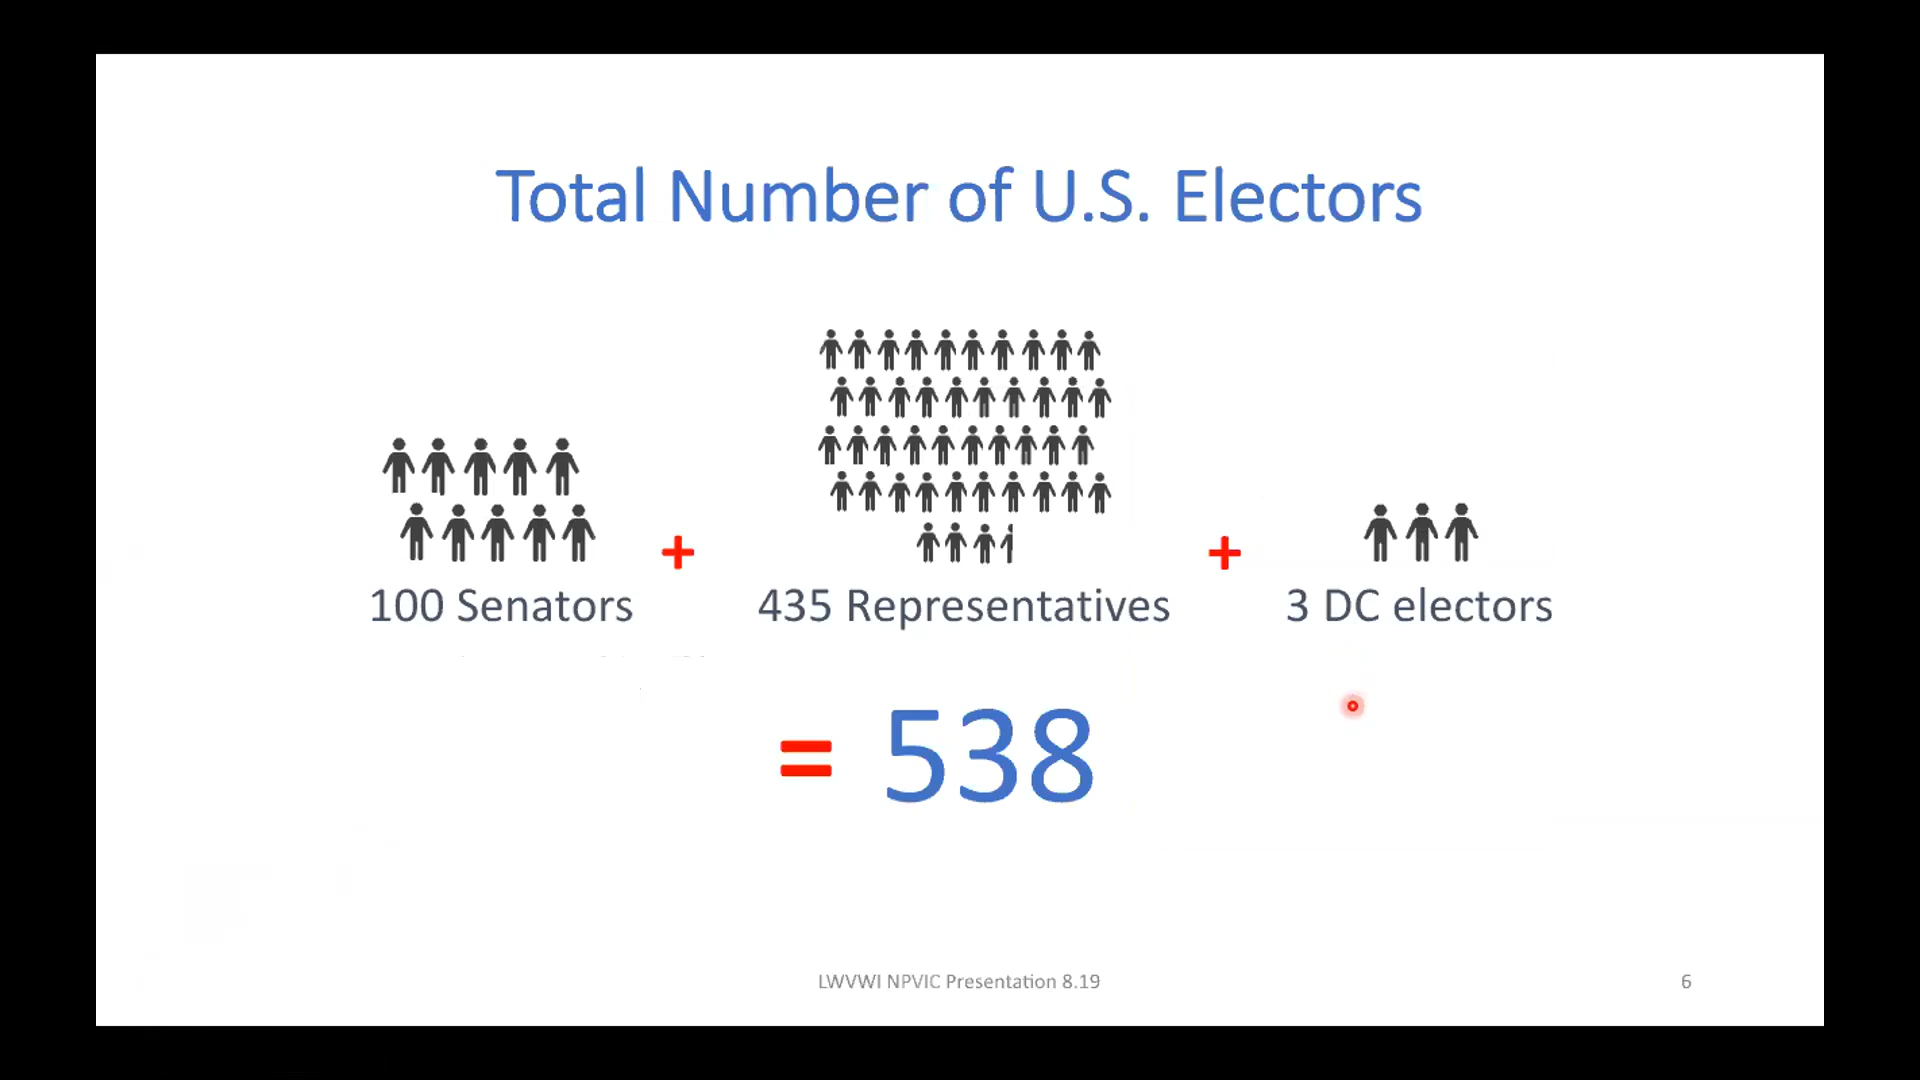 Total Number of U.S. Electors
+
+
100 Senators
435 Representatives
3 DC electors
= 538
LWVWI NPVIC Presentation 8.19
6